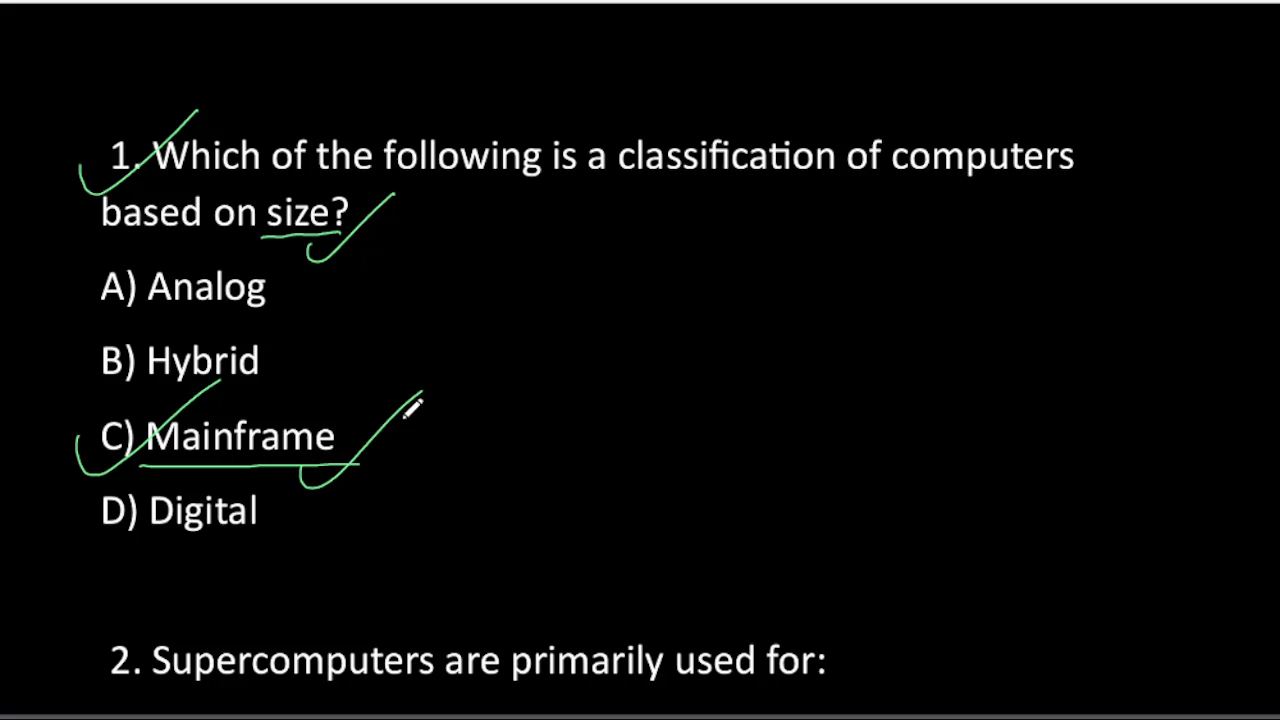 1. Which of the following is a classification of computers
based on size?
A) Analog
B) Hybrid
C) Mainframe
D) Digital
2. Supercomputers are primarily used for: